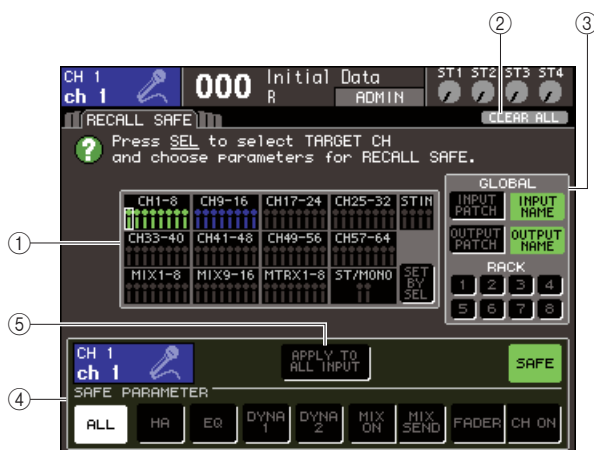 ②
③
CH 1
ch 1
000
Initial Data
R
ADMIN
ST1 ST2 ST3 ST4
RECALL SAFE
CLEAR ALL
?
Press SEL to select TARGET CH
and choose parameters for RECALL SAFE.
GLOBAL
INPUT PATCH
INPUT NAME
OUTPUT PATCH
OUTPUT NAME
RACK
1 2 3 4
5 6 7 8
①
CH1-8 CH9-16 CH17-24 CH25-32 STIN
CH33-40 CH41-48 CH49-56 CH57-64
MIX1-8 MIX9-16 MTRX1-8 ST/MONO
SET BY SEL
⑤
④
CH 1
ch 1
APPLY TO ALL INPUT
SAFE
SAFE PARAMETER
ALL HA EQ DYNA 1 DYNA 2 MIX ON MIX SEND FADER CH ON